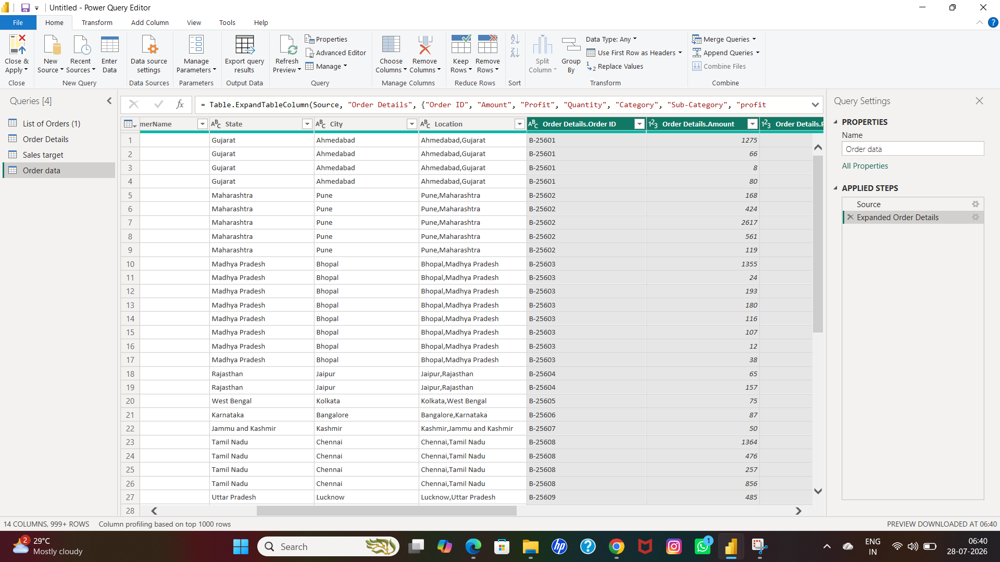 Untitled - Power Query Editor
File Home Transform Add Column View Tools Help
Close & Apply
New Source
Recent Sources
Enter Data
Data source settings
Manage Parameters
Export query results
Refresh Preview
Properties
Advanced Editor
Manage
Choose Columns
Remove Columns
Keep Rows
Remove Rows
Split Column
Group By
Data Type: Any
Use First Row as Headers
Replace Values
Merge Queries
Append Queries
Combine Files
Close New Query Data Sources Parameters Output Data Query Manage Columns Reduce Rows Sort Transform Combine
Queries [4]
List of Orders (1)
Order Details
Sales target
Order data
= Table.ExpandTableColumn(Source, "Order Details", {"Order ID", "Amount", "Profit", "Quantity", "Category", "Sub-Category", "profit
merName State City Location Order Details.Order ID Order Details.Amount Order Details.P
1 Gujarat Ahmedabad Ahmedabad,Gujarat B-25601 1275
2 Gujarat Ahmedabad Ahmedabad,Gujarat B-25601 66
3 Gujarat Ahmedabad Ahmedabad,Gujarat B-25601 8
4 Gujarat Ahmedabad Ahmedabad,Gujarat B-25601 80
5 Maharashtra Pune Pune,Maharashtra B-25602 168
6 Maharashtra Pune Pune,Maharashtra B-25602 424
7 Maharashtra Pune Pune,Maharashtra B-25602 2617
8 Maharashtra Pune Pune,Maharashtra B-25602 561
9 Maharashtra Pune Pune,Maharashtra B-25602 119
10 Madhya Pradesh Bhopal Bhopal,Madhya Pradesh B-25603 1355
11 Madhya Pradesh Bhopal Bhopal,Madhya Pradesh B-25603 24
12 Madhya Pradesh Bhopal Bhopal,Madhya Pradesh B-25603 193
13 Madhya Pradesh Bhopal Bhopal,Madhya Pradesh B-25603 180
14 Madhya Pradesh Bhopal Bhopal,Madhya Pradesh B-25603 116
15 Madhya Pradesh Bhopal Bhopal,Madhya Pradesh B-25603 107
16 Madhya Pradesh Bhopal Bhopal,Madhya Pradesh B-25603 12
17 Madhya Pradesh Bhopal Bhopal,Madhya Pradesh B-25603 38
18 Rajasthan Jaipur Jaipur,Rajasthan B-25604 65
19 Rajasthan Jaipur Jaipur,Rajasthan B-25604 157
20 West Bengal Kolkata Kolkata,West Bengal B-25605 75
21 Karnataka Bangalore Bangalore,Karnataka B-25606 87
22 Jammu and Kashmir Kashmir Kashmir,Jammu and Kashmir B-25607 50
23 Tamil Nadu Chennai Chennai,Tamil Nadu B-25608 1364
24 Tamil Nadu Chennai Chennai,Tamil Nadu B-25608 476
25 Tamil Nadu Chennai Chennai,Tamil Nadu B-25608 257
26 Tamil Nadu Chennai Chennai,Tamil Nadu B-25608 856
27 Uttar Pradesh Lucknow Lucknow,Uttar Pradesh B-25609 485
28
Query Settings
PROPERTIES
Name
Order data
All Properties
APPLIED STEPS
Source
Expanded Order Details
14 COLUMNS, 999+ ROWS Column profiling based on top 1000 rows PREVIEW DOWNLOADED AT 06:40
2
29°C
Mostly cloudy
Search
hp
1
ENG
IN
06:40
28-07-2026